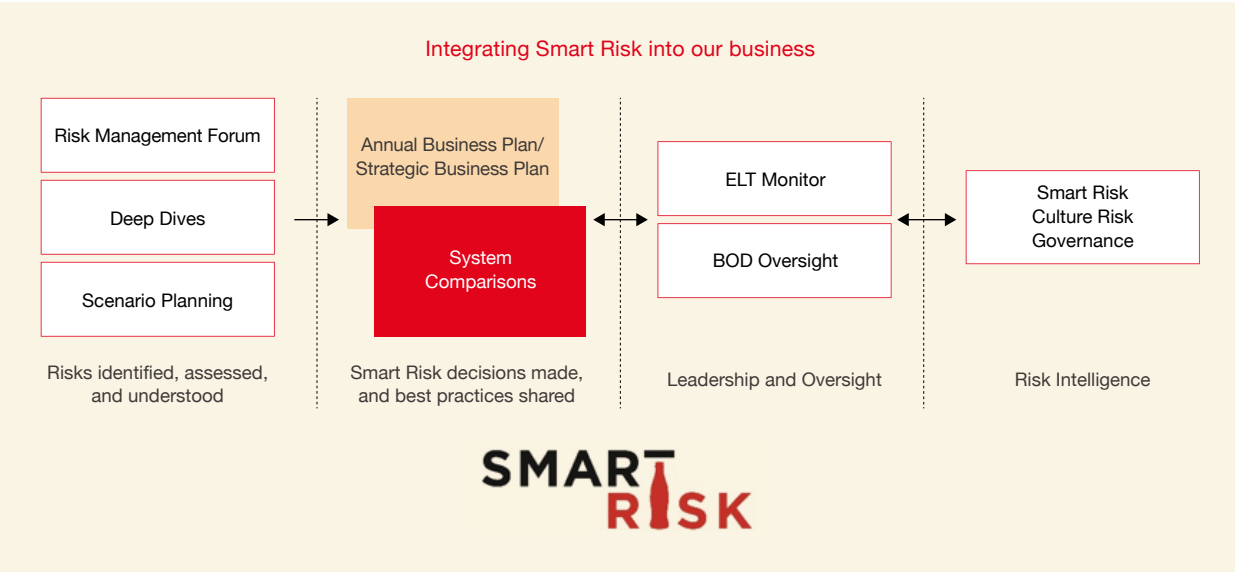 Integrating Smart Risk into our business
Risk Management Forum
Deep Dives
Scenario Planning
Risks identified, assessed,
and understood
Annual Business Plan/
Strategic Business Plan
System
Comparisons
Smart Risk decisions made,
and best practices shared
ELT Monitor
BOD Oversight
Leadership and Oversight
Smart Risk
Culture Risk
Governance
Risk Intelligence
SMART
RISK